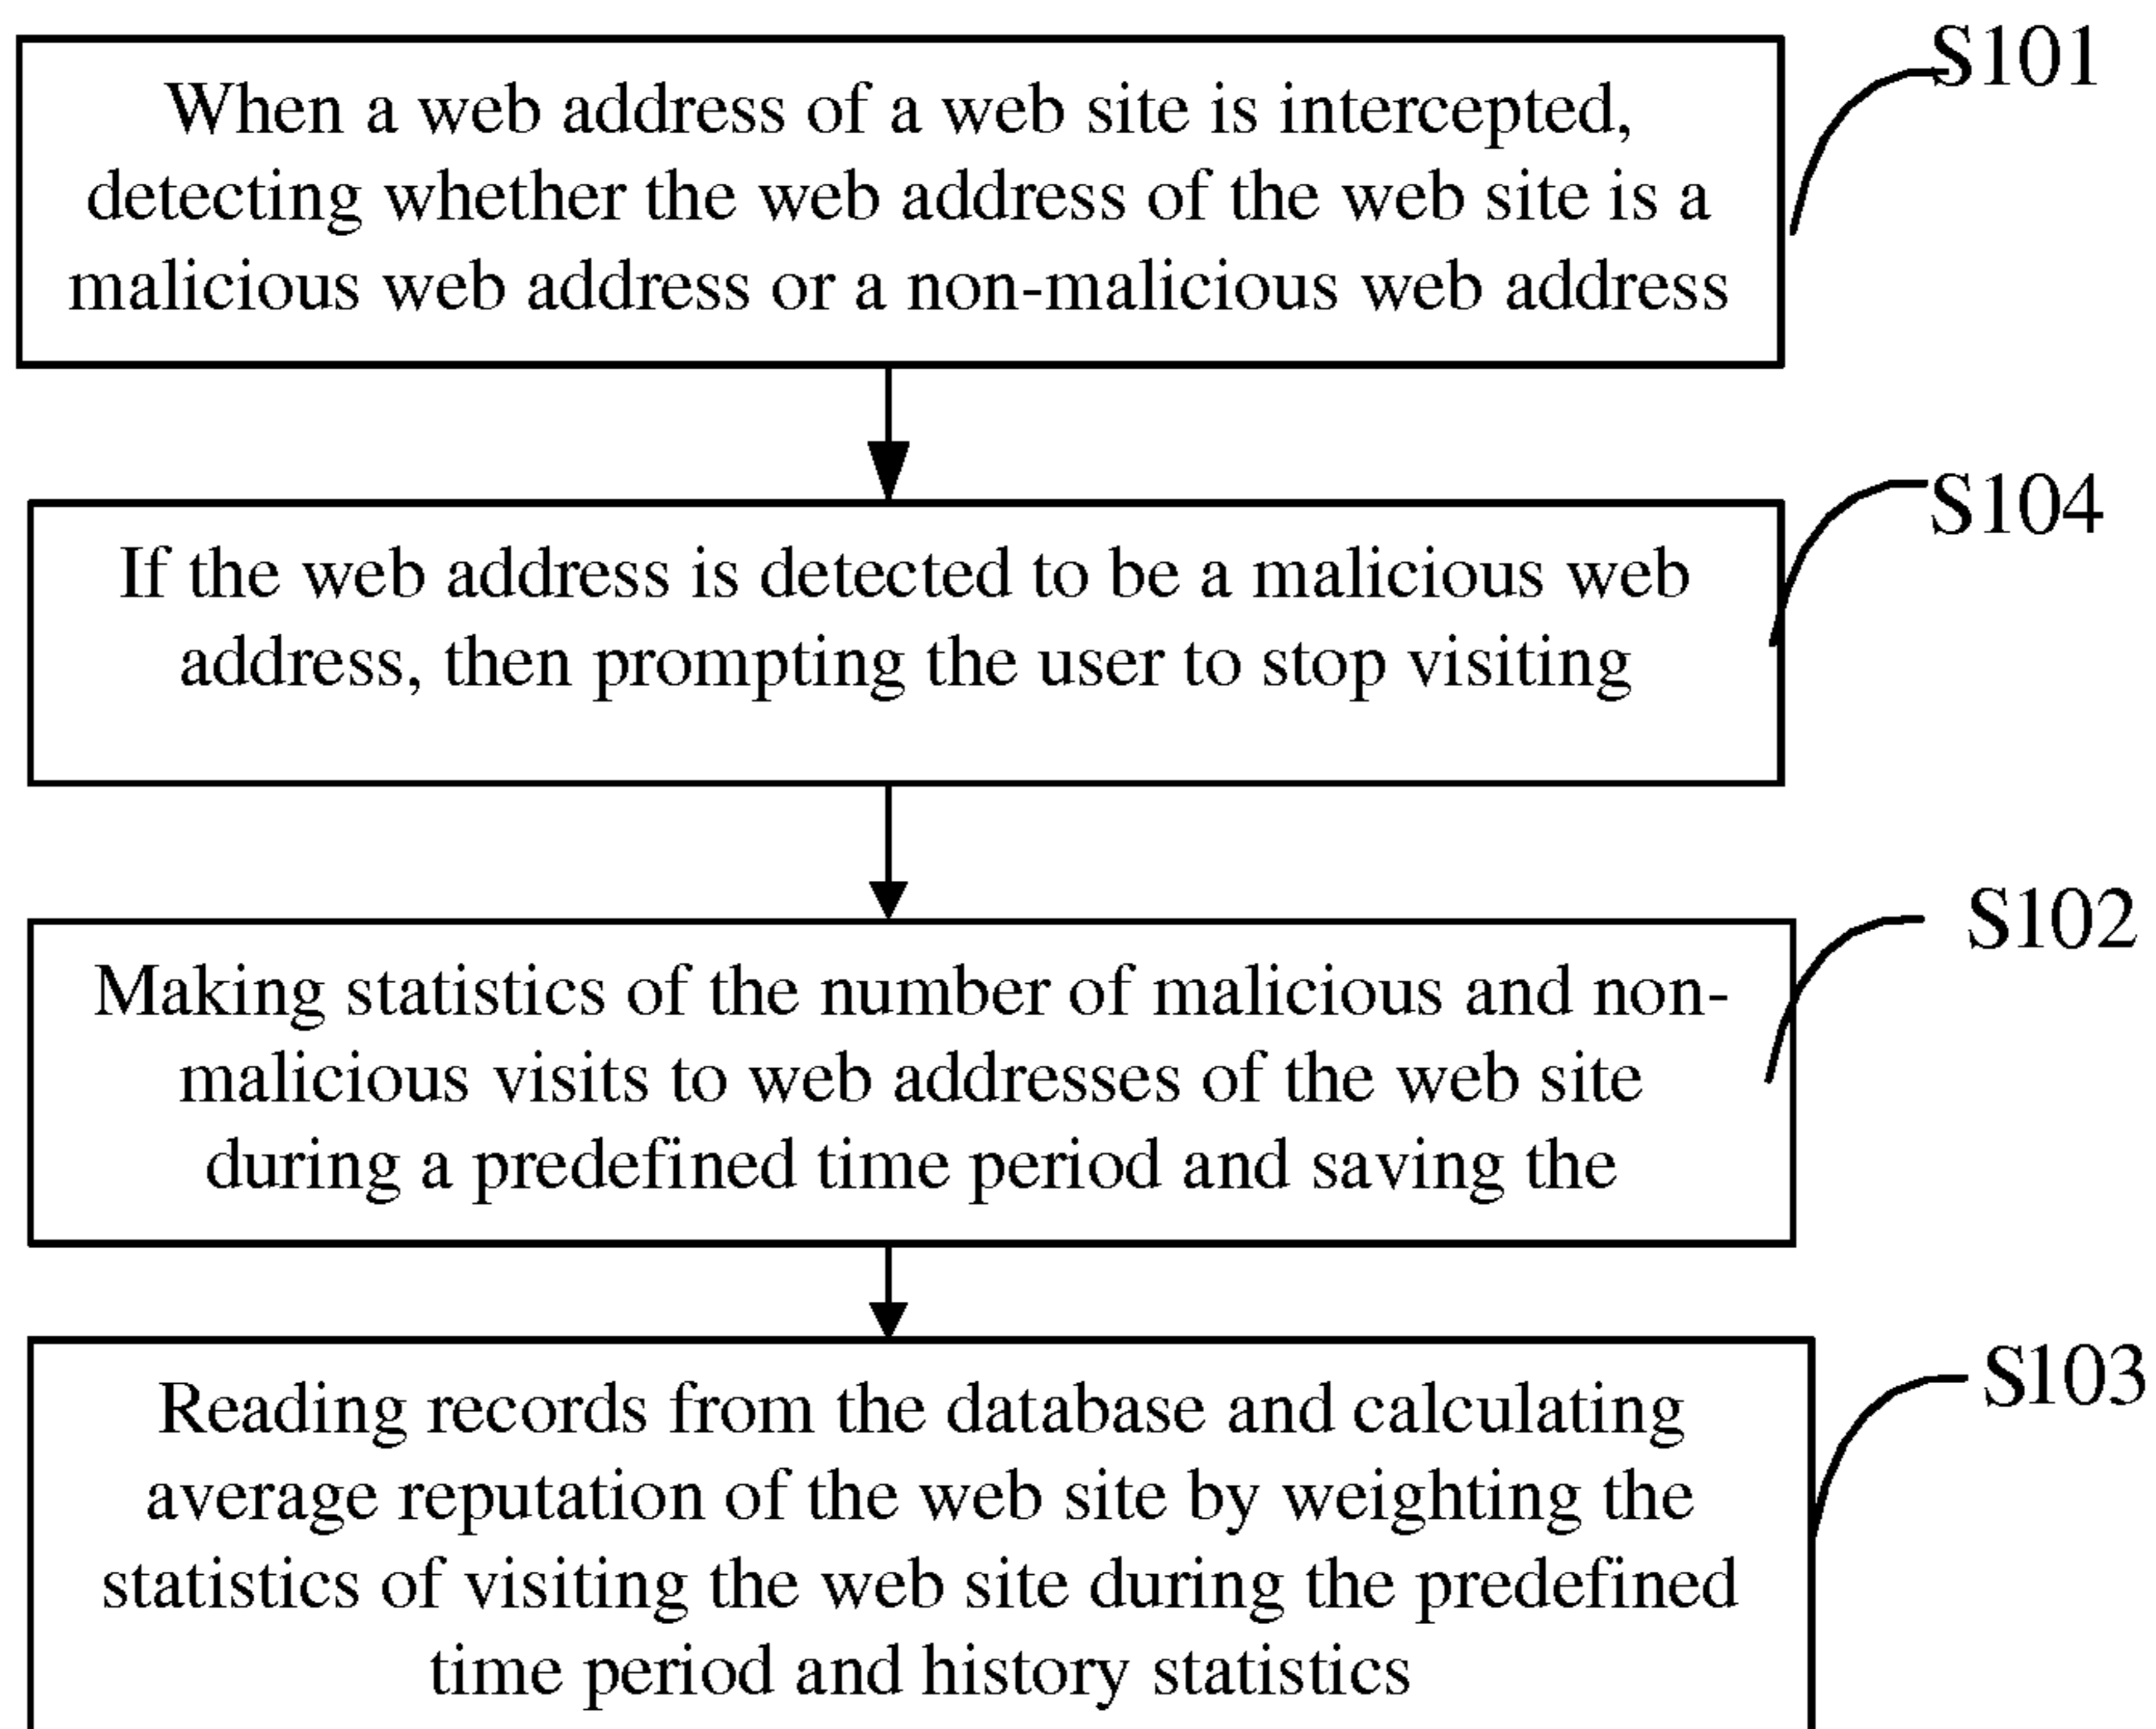 S101
When a web address of a web site is intercepted,
detecting whether the web address of the web site is a
malicious web address or a non-malicious web address
S104
If the web address is detected to be a malicious web
address, then prompting the user to stop visiting
S102
Making statistics of the number of malicious and non-
malicious visits to web addresses of the web site
during a predefined time period and saving the
S103
Reading records from the database and calculating
average reputation of the web site by weighting the
statistics of visiting the web site during the predefined
time period and history statistics